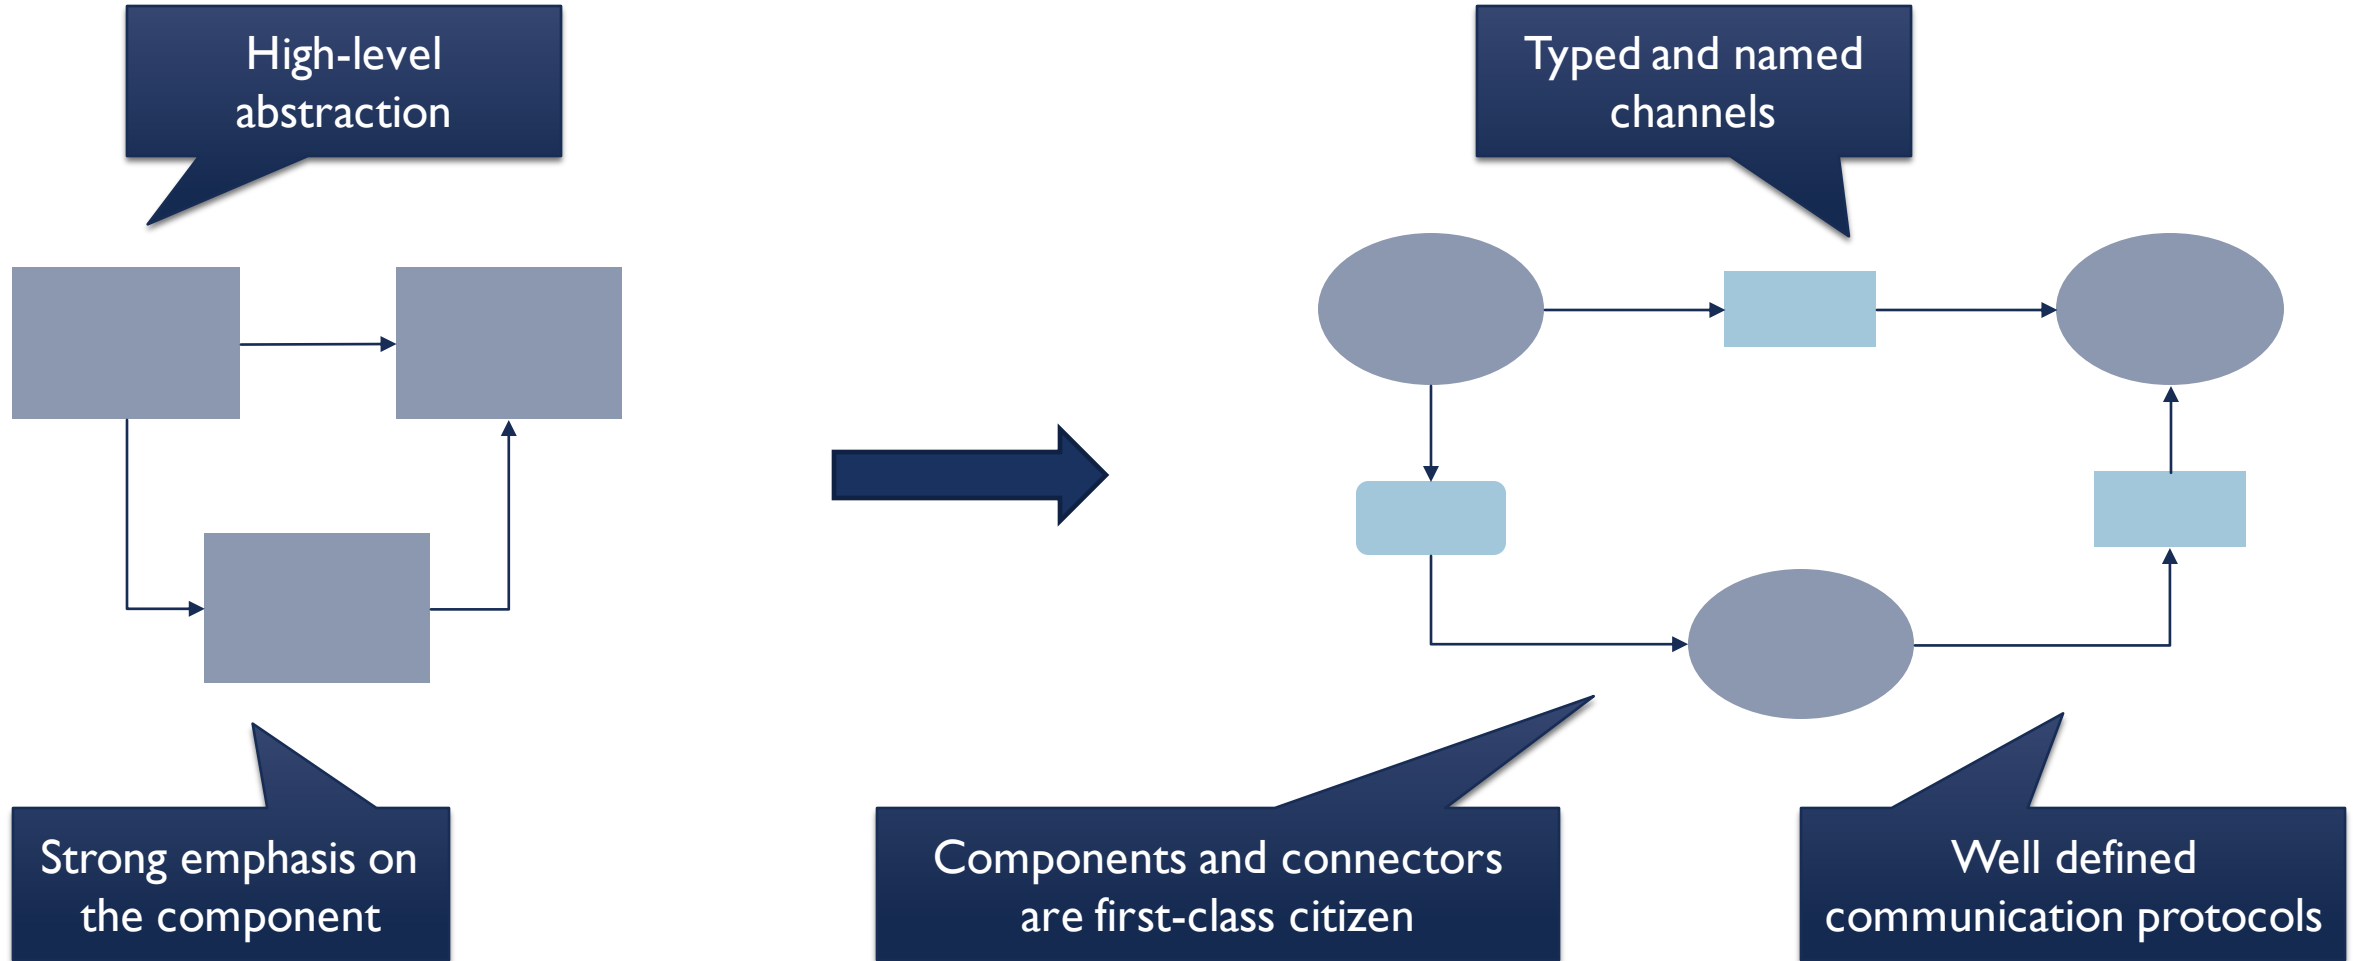 High-level
abstraction
Typed and named
channels
Strong emphasis on
the component
Components and connectors
are first-class citizen
Well defined
communication protocols